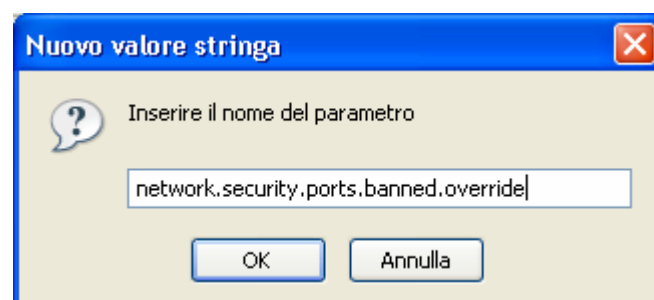 Nuovo valore stringa
Inserire il nome del parametro
network.security.ports.banned.override
OK Annulla